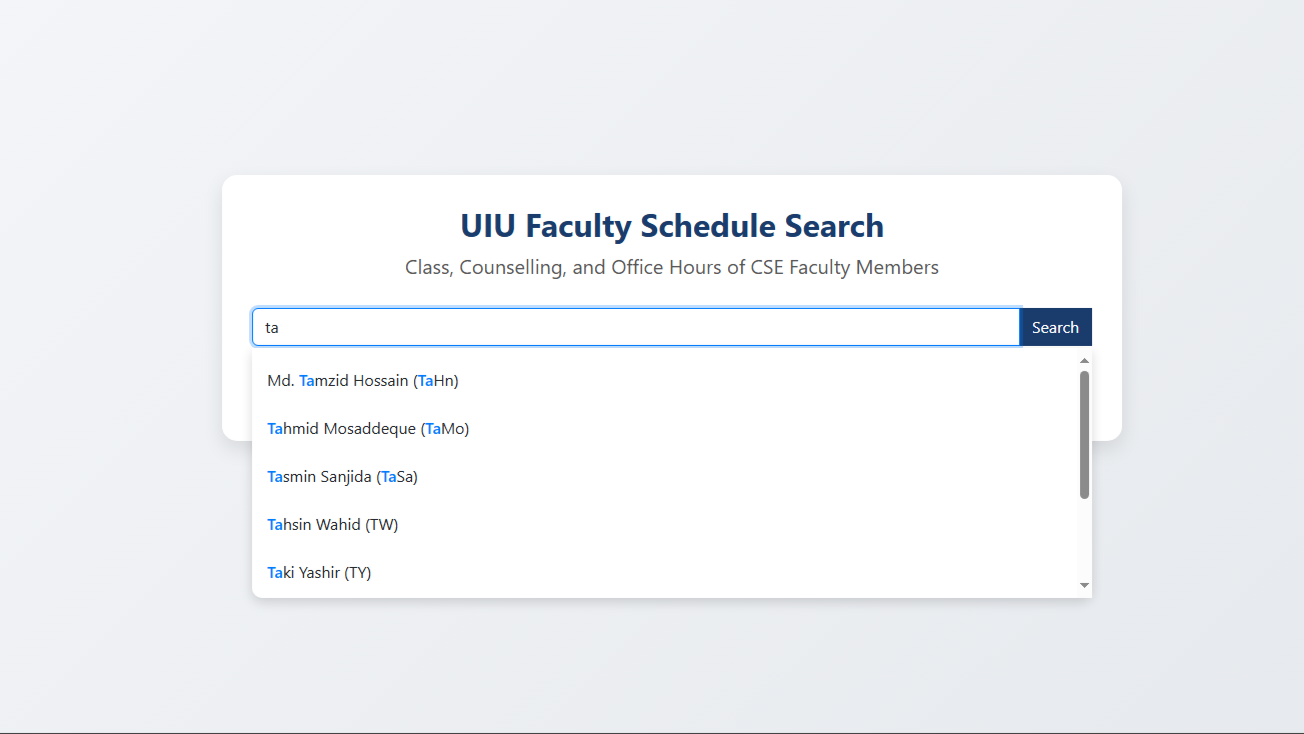 UIU Faculty Schedule Search
Class, Counselling, and Office Hours of CSE Faculty Members
ta
Search
Md. Tamzid Hossain (TaHn)
Tahmid Mosaddeque (TaMo)
Tasmin Sanjida (TaSa)
Tahsin Wahid (TW)
Taki Yashir (TY)